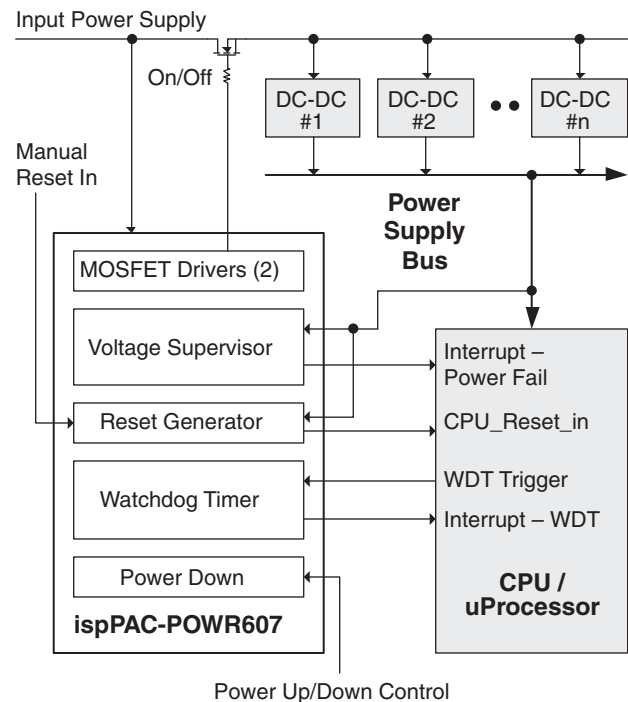 Input Power Supply
On/Off
DC-DC
#1
DC-DC
#2
DC-DC
#n
Manual
Reset In
Power
Supply
Bus
MOSFET Drivers (2)
Voltage Supervisor
Interrupt –
Power Fail
Reset Generator
CPU_Reset_in
Watchdog Timer
WDT Trigger
Interrupt – WDT
Power Down
CPU /
uProcessor
ispPAC-POWR607
Power Up/Down Control